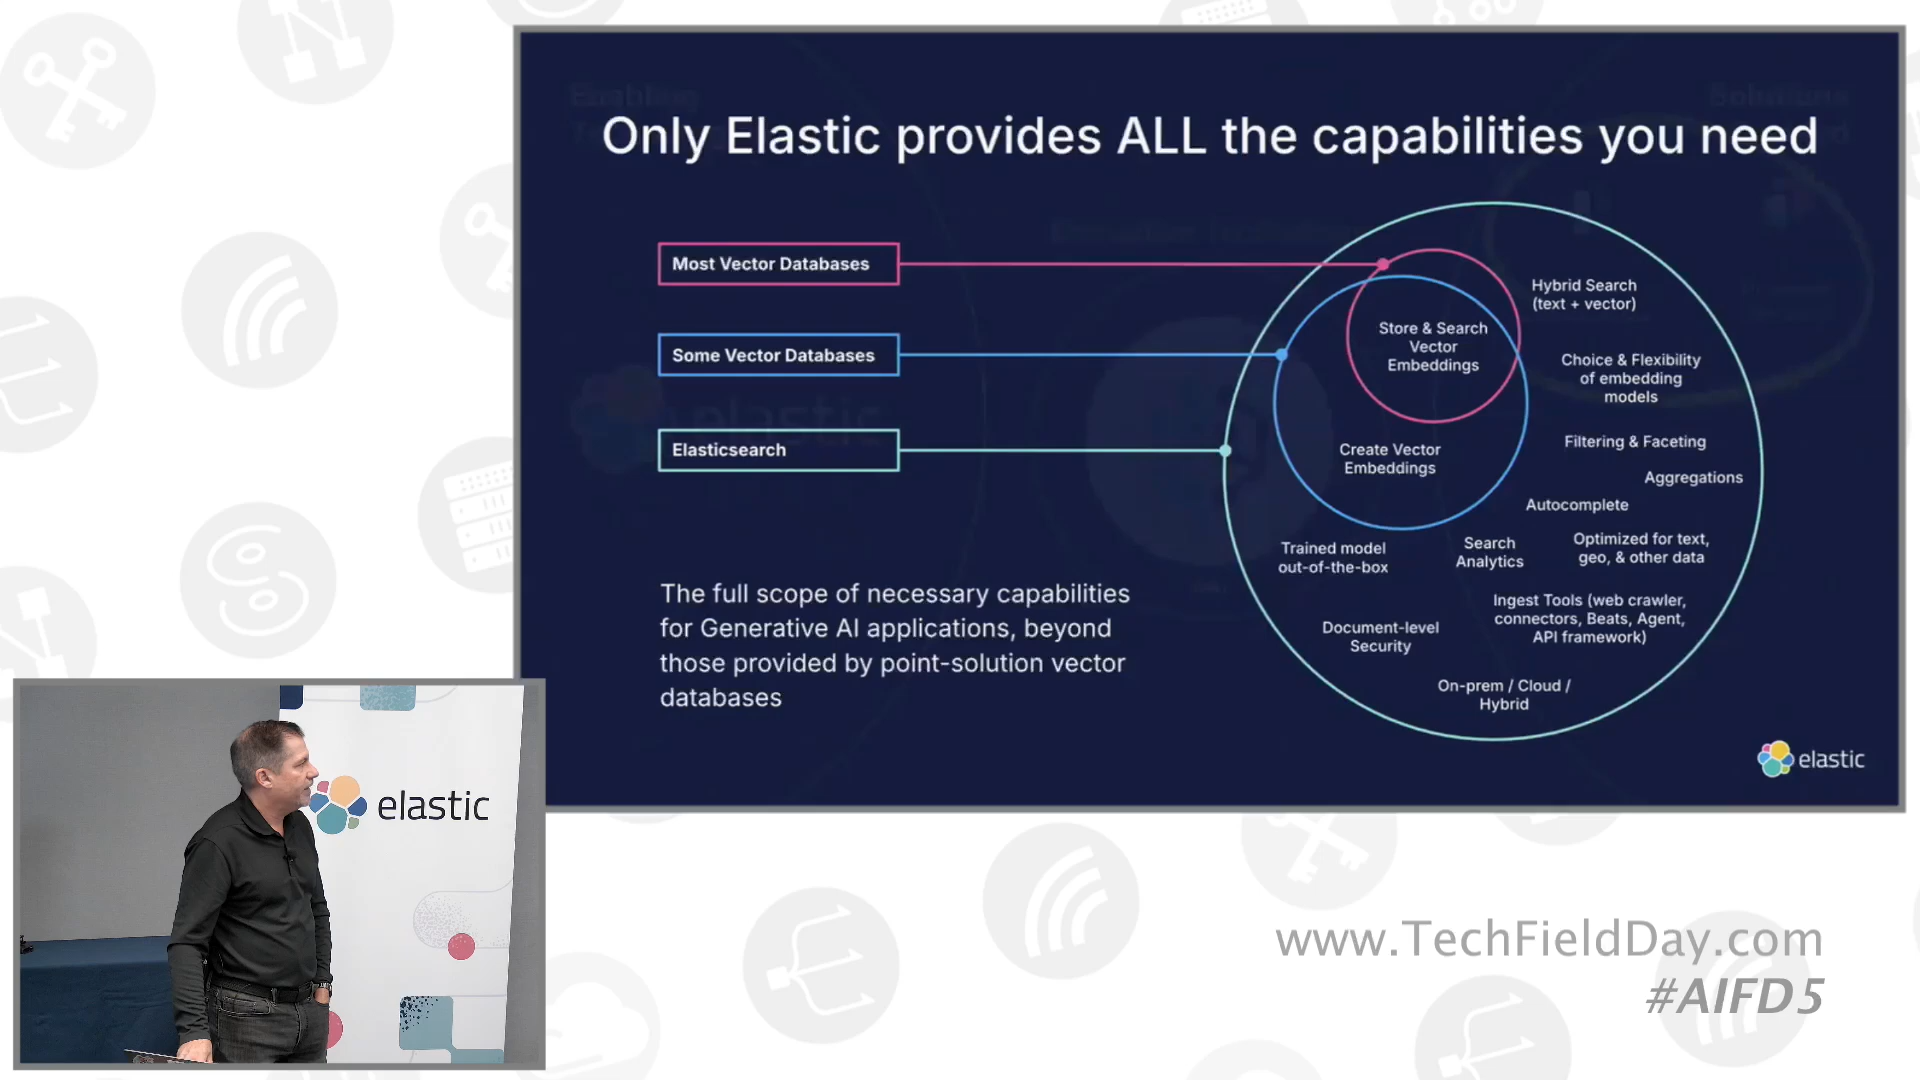 Only Elastic provides ALL the capabilities you need
Most Vector Databases
Some Vector Databases
Elasticsearch
The full scope of necessary capabilities
for Generative AI applications, beyond
those provided by point-solution vector
databases
Hybrid Search
(text + vector)
Store & Search
Vector
Embeddings
Choice & Flexibility
of embedding
models
Create Vector
Embeddings
Filtering & Faceting
Aggregations
Autocomplete
Trained model
out-of-the-box
Search
Analytics
Optimized for text,
geo, & other data
Ingest Tools (web crawler,
connectors, Beats, Agent,
API framework)
Document-level
Security
On-prem / Cloud /
Hybrid
elastic
elastic
www.TechFieldDay.com
#AIFD5